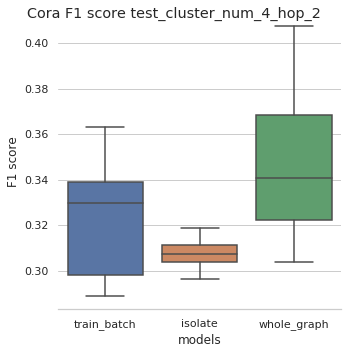 Cora F1 score test_cluster_num_4_hop_2
0.40
0.38
0.36
0.34
0.32
0.30
F1 score
train_batch isolate whole_graph
models